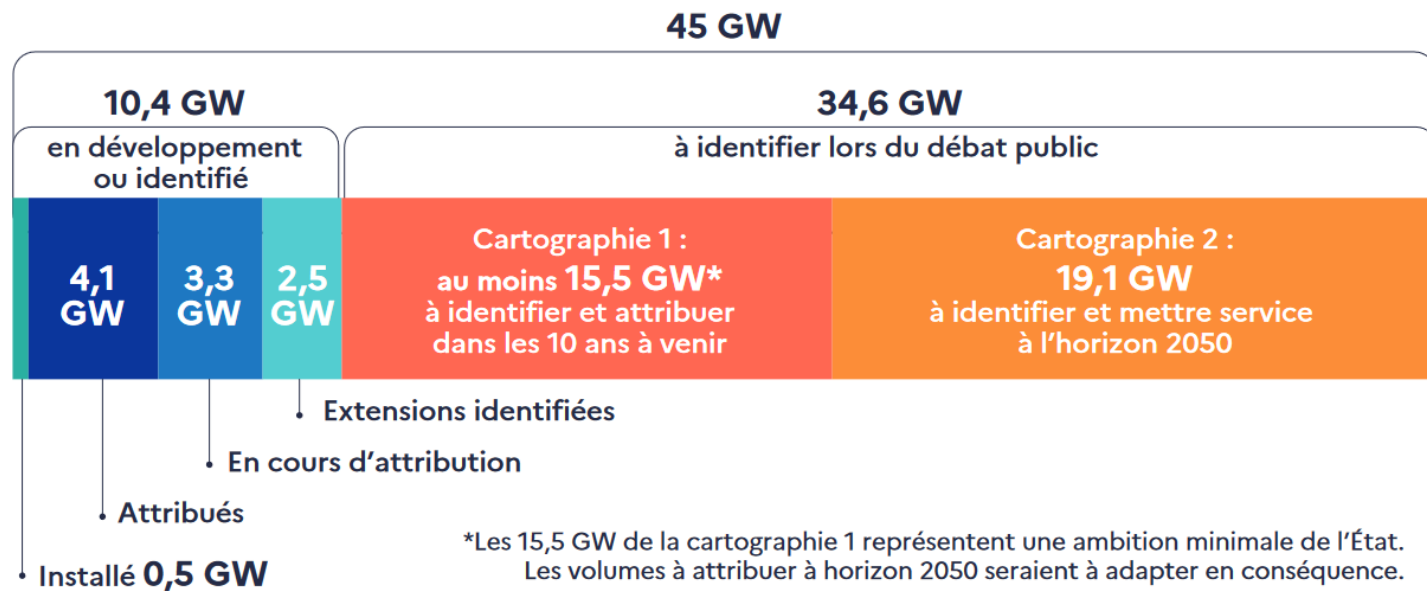 45 GW
10,4 GW
en développement
ou identifié
34,6 GW
à identifier lors du débat public
4,1
GW
3,3
GW
2,5
GW
Cartographie 1 :
au moins 15,5 GW*
à identifier et attribuer
dans les 10 ans à venir
Cartographie 2 :
19,1 GW
à identifier et mettre service
à l’horizon 2050
Extensions identifiées
En cours d’attribution
Attribués
Installé 0,5 GW
*Les 15,5 GW de la cartographie 1 représentent une ambition minimale de l’État.
Les volumes à attribuer à horizon 2050 seraient à adapter en conséquence.